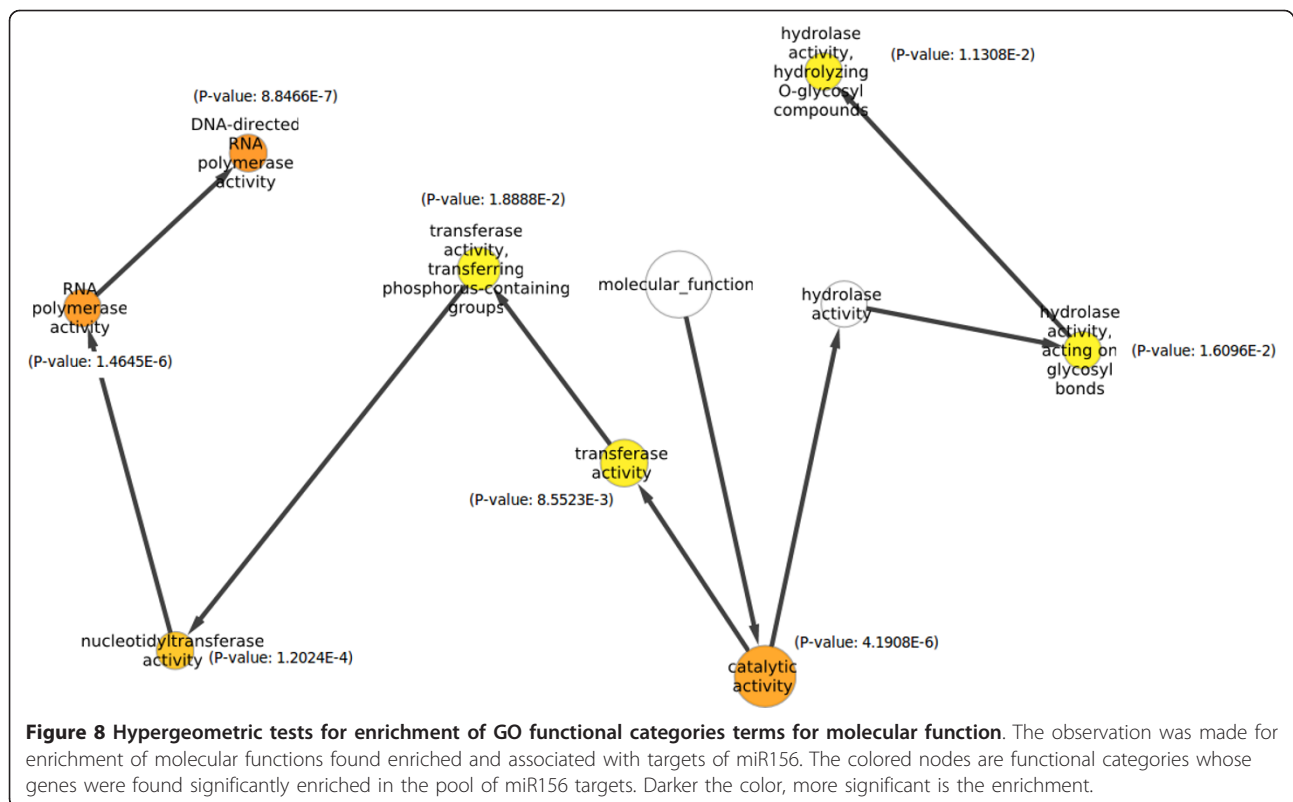 hydrolase
activity,
hydrolyzing
O-glycosyl
compounds
(P-value: 1.1308E-2)
(P-value: 8.8466E-7)
DNA-directed
RNA
polymerase
activity
(P-value: 1.8888E-2)
transferase
activity,
transferring
phosphorus-containing
groups
molecular_function
hydrolase
activity
RNA
polymerase
activity
(P-value: 1.4645E-6)
hydrolase
activity,
acting on
glycosyl
bonds
(P-value: 1.6096E-2)
transferase
activity
(P-value: 8.5523E-3)
nucleotidyltransferase
activity
(P-value: 1.2024E-4)
(P-value: 4.1908E-6)
catalytic
activity
Figure 8 Hypergeometric tests for enrichment of GO functional categories terms for molecular function. The observation was made for
enrichment of molecular functions found enriched and associated with targets of miR156. The colored nodes are functional categories whose
genes were found significantly enriched in the pool of miR156 targets. Darker the color, more significant is the enrichment.